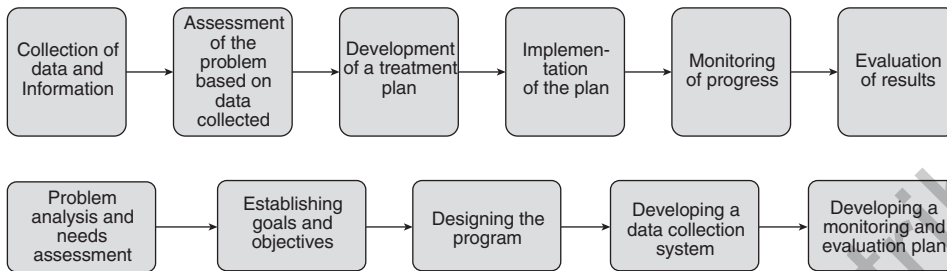 Collection of
data and
Information
Assessment
of the
problem
based on
data
collected
Development
of a treatment
plan
Implemen-
tation
of the plan
Monitoring
of progress
Evaluation
of results
Problem
analysis and
needs
assessment
Establishing
goals and
objectives
Designing the
program
Developing a
data collection
system
Developing a
monitoring and
evaluation plan